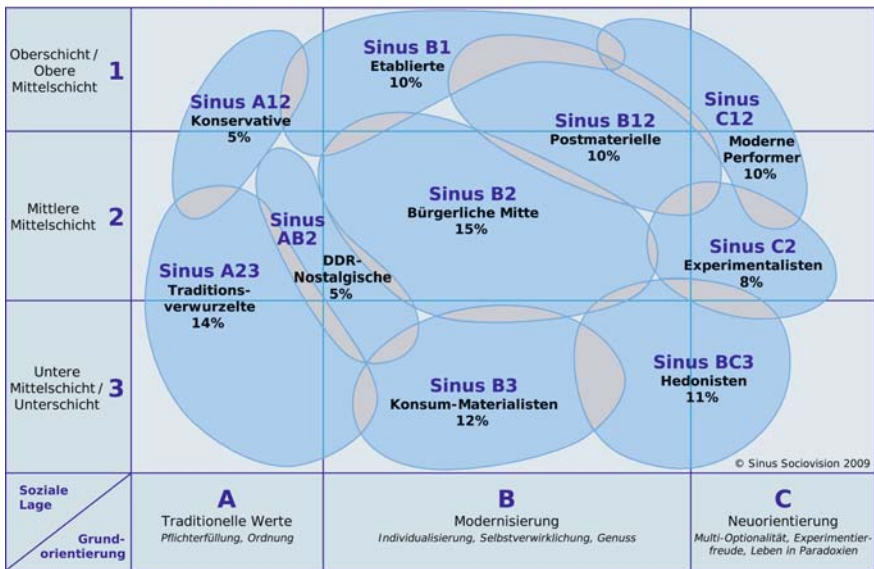 Oberschicht /
Obere
Mittelschicht
1
Sinus B1
Etablierte
10%
Sinus A12
Konservative
5%
Sinus B12
Postmaterielle
10%
Sinus
C12
Moderne
Performer
10%
Mittlere
Mittelschicht
2
Sinus
AB2
DDR-
Nostalgische
5%
Sinus B2
Bürgerliche Mitte
15%
Sinus C2
Experimentalisten
8%
Sinus A23
Traditions-
verwurzelte
14%
Untere
Mittelschicht /
Unterschicht
3
Sinus B3
Konsum-Materialisten
12%
Sinus BC3
Hedonisten
11%
© Sinus Sociovision 2009
Soziale
Lage
Grund-
orientierung
A
Traditionelle Werte
Pflichterfüllung, Ordnung
B
Modernisierung
Individualisierung, Selbstverwirklichung, Genuss
C
Neuorientierung
Multi-Optionalität, Experimentier-
freude, Leben in Paradoxien